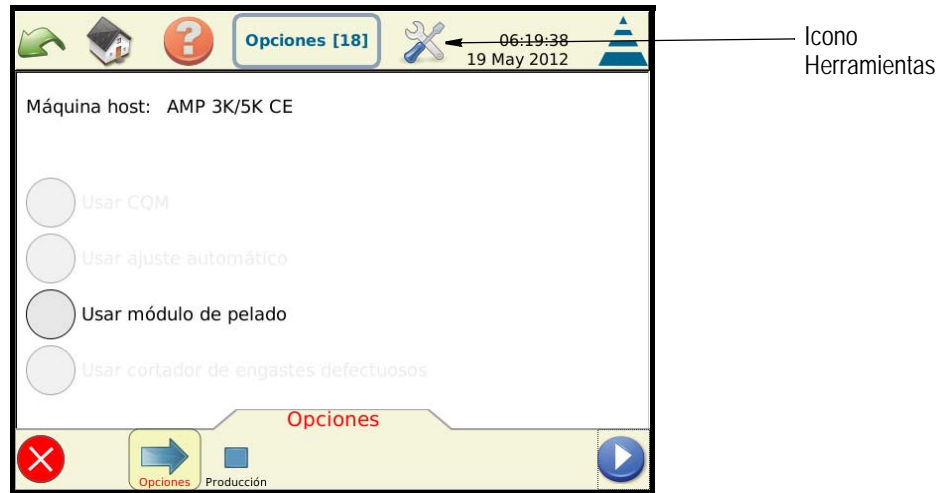 Opciones [18]
06:19:38
19 May 2012
Icono
Herramientas
Máquina host: AMP 3K/5K CE
Usar CQM
Usar ajuste automático
Usar módulo de pelado
Usar cortador de engastes defectuosos
Opciones
Opciones
Producción